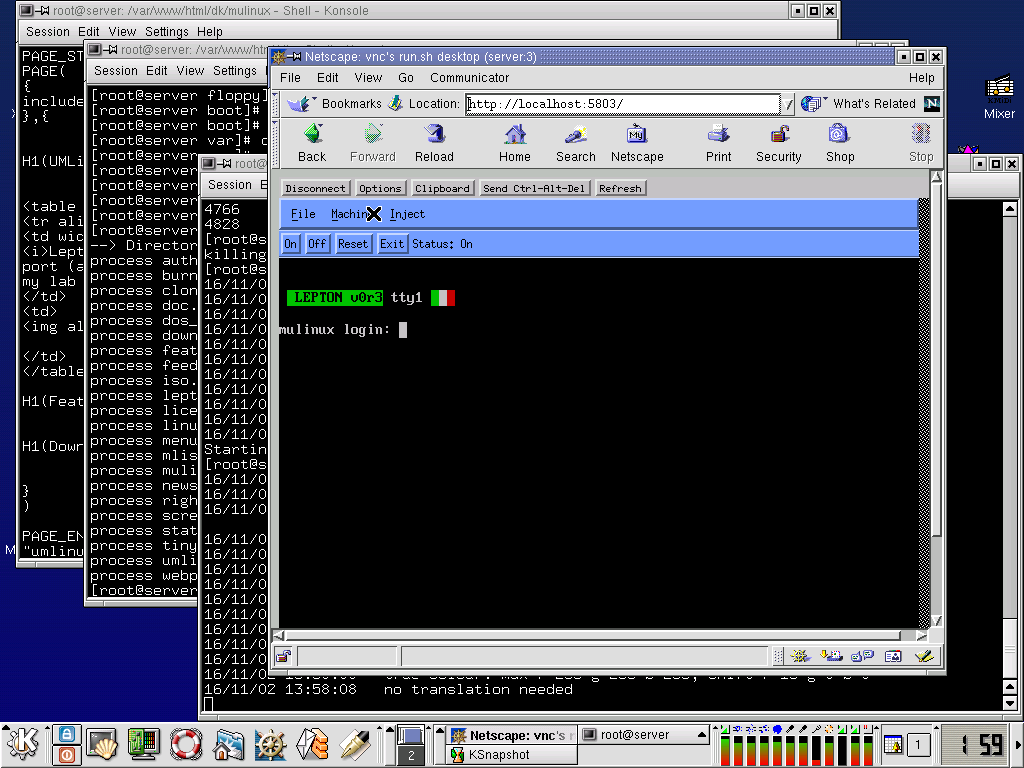 root@server: /var/www/html/dk/mulinux - Shell - Konsole
Session Edit View Settings Help
PAGE_ST
PAGE(
{
include
},{
H1(UMLi
<table
<tr ali
<td wid
<i>Lept
port (a
my lab
</td>
<td>
<img al
</td>
</table
H1(Feat
H1(Down
}
)
PAGE_EN
"umlinu
root@server: /var/www/ht
Session Edit View Settings
[root@server floppy]
[root@server boot]#
[root@server boot]#
[root@server var]# c
[root@server
[root@server
[root@server
[root@server
[root@server
[root@server
--> Director
process auth
process burn
process clon
process doc.
process dos_
process down
process feat
process feed
process iso.
process lept
process lice
process linu
process menu
process mlis
process muli
process news
process righ
process scre
process stat
process tiny
process umli
process webp
[root@server
root@
Session E
4766
4828
[root@s
killing
[root@s
16/11/0
16/11/0
16/11/0
16/11/0
16/11/0
16/11/0
16/11/0
16/11/0
16/11/0
16/11/0
16/11/0
Startin
[root@s
16/11/0
16/11/0
16/11/0
16/11/0
16/11/0
16/11/0
16/11/0
16/11/0
16/11/0
16/11/0
16/11/0
16/11/0
16/11/02 13:58:08 no translation needed
Netscape: vnc's run.sh desktop (server:3)
File Edit View Go Communicator Help
Bookmarks Location: http://localhost:5803/ What's Related N
Back Forward Reload Home Search My Netscape Print Security Shop Stop
Disconnect Options Clipboard Send Ctrl-Alt-Del Refresh
File Machin Inject
On Off Reset Exit Status: On
LEPTON v0r3 tty1
mulinux login:
KMIDI
Mixer
K 2 Netscape: vnc's r root@server 1 1 59
KSnapshot